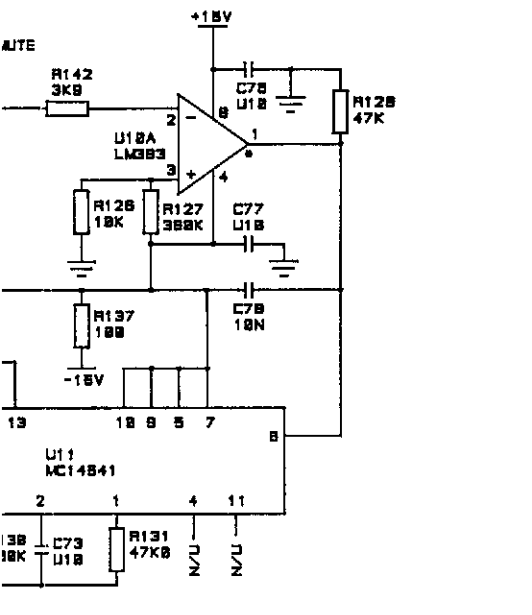 +15V
MUTE
R142
3K9
C76
U10
R128
47K
2
8
1
U10A
LM393
3
4
R126
10K
R127
390K
C77
U10
R137
100
C78
10N
-15V
13
10 9 5 7
8
U11
MC14541
2 1 4 11
C73
U10
R131
47K0
N/U
N/U